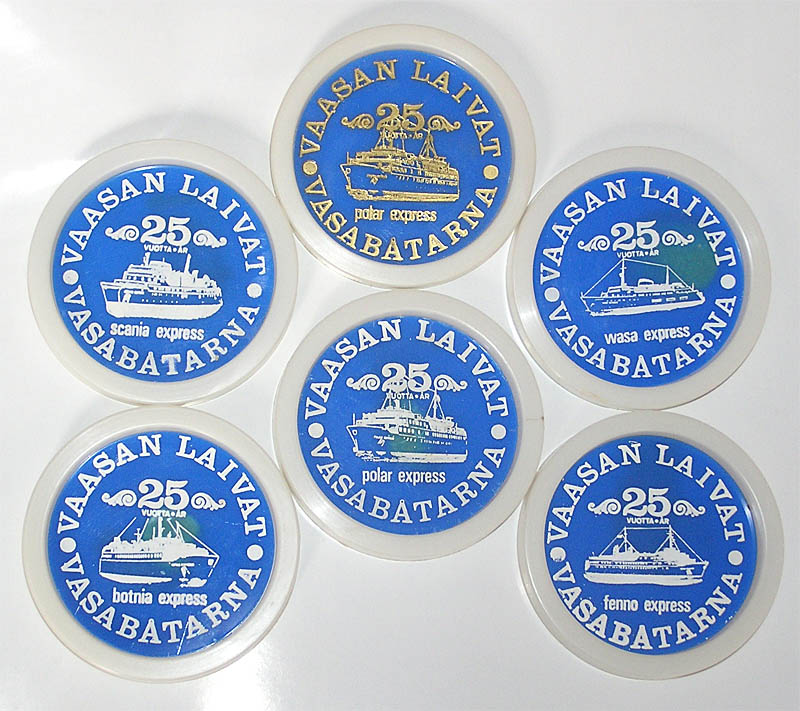 VAASAN LAIVAT
25
VUOTTA • ÅR
polar express
VASABÅTARNA
VAASAN LAIVAT
25
VUOTTA • ÅR
scania express
VASABÅTARNA
VAASAN LAIVAT
25
VUOTTA • ÅR
wasa express
VASABÅTARNA
VAASAN LAIVAT
25
VUOTTA • ÅR
polar express
VASABÅTARNA
VAASAN LAIVAT
25
VUOTTA • ÅR
botnia express
VASABÅTARNA
VAASAN LAIVAT
25
VUOTTA • ÅR
fenno express
VASABÅTARNA